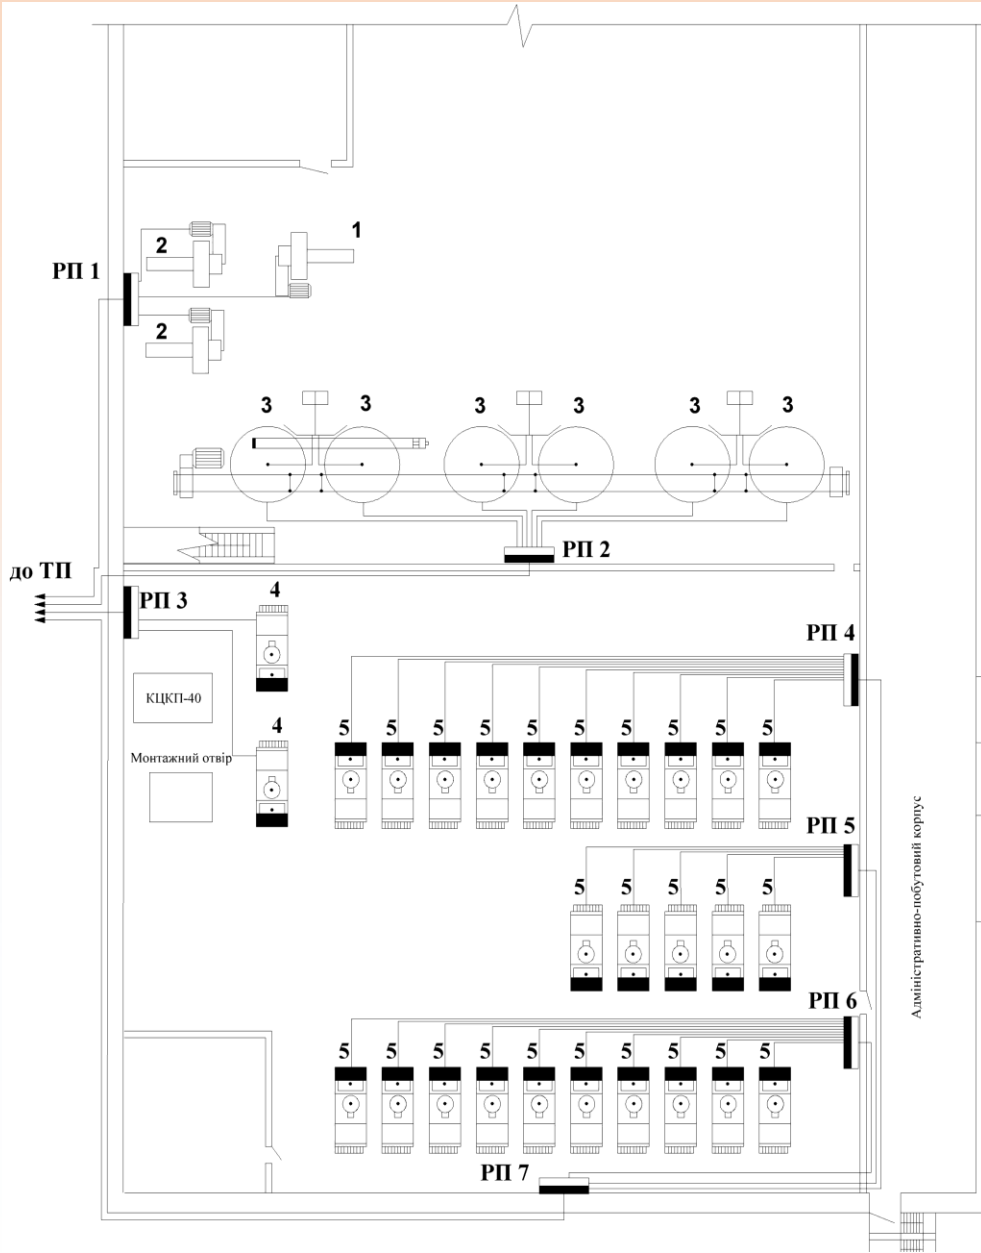 1
2
РП 1
2
3 3 3 3 3 3
РП 2
до ТП
РП 3
4
РП 4
КЦКП-40
4
5 5 5 5 5 5 5 5 5 5
Монтажний отвір
РП 5
5 5 5 5 5
Адміністративно-побутовий корпус
РП 6
5 5 5 5 5 5 5 5 5 5
РП 7